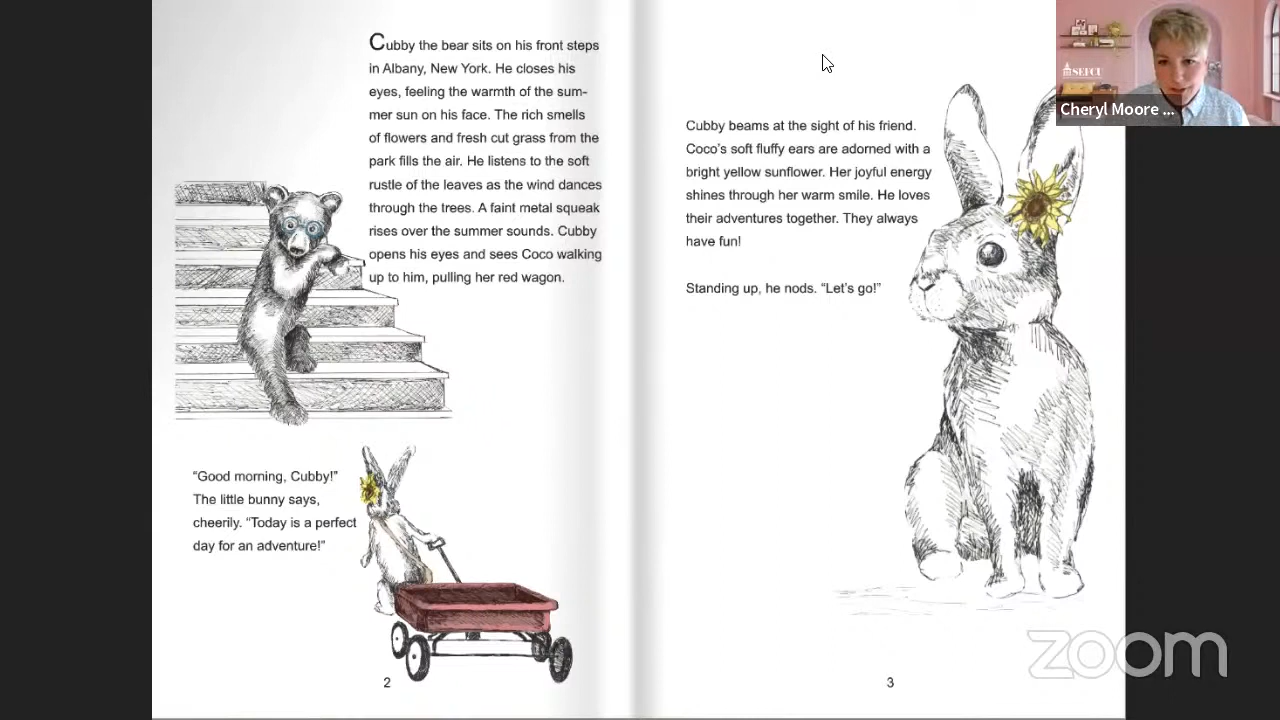 Cubby the bear sits on his front steps
in Albany, New York. He closes his
eyes, feeling the warmth of the sum-
mer sun on his face. The rich smells
of flowers and fresh cut grass from the
park fills the air. He listens to the soft
rustle of the leaves as the wind dances
through the trees. A faint metal squeak
rises over the summer sounds. Cubby
opens his eyes and sees Coco walking
up to him, pulling her red wagon.
“Good morning, Cubby!”
The little bunny says,
cheerily. “Today is a perfect
day for an adventure!”
2
Cubby beams at the sight of his friend.
Coco’s soft fluffy ears are adorned with a
bright yellow sunflower. Her joyful energy
shines through her warm smile. He loves
their adventures together. They always
have fun!
Standing up, he nods. “Let’s go!”
3
SEFCU
Cheryl Moore ...
zoom